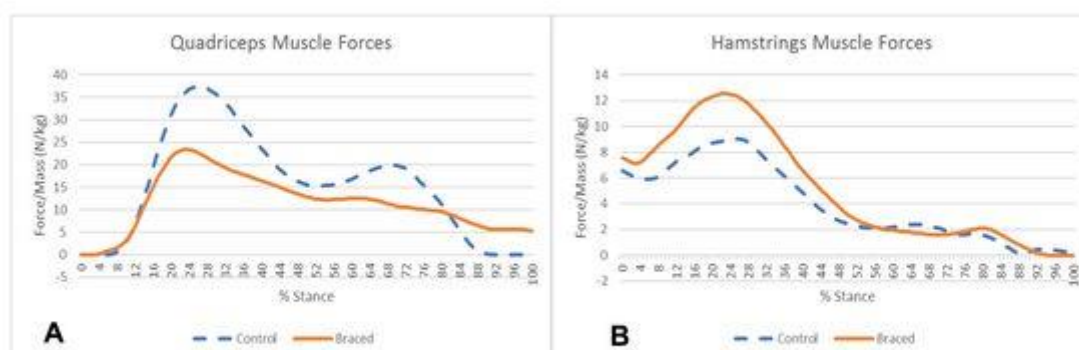 Quadriceps Muscle Forces
Force/Mass (N/kg)
40
35
30
25
20
15
10
5
0
-5
0 4 8 12 16 20 24 28 32 36 40 44 48 52 56 60 64 68 72 76 80 84 88 92 96 100
% Stance
A
Control Braced
Hamstrings Muscle Forces
Force/Mass (N/kg)
14
12
10
8
6
4
2
0
-2
0 4 8 12 16 20 24 28 32 36 40 44 48 52 56 60 64 68 72 76 80 84 88 92 96 100
% Stance
B
Control Braced